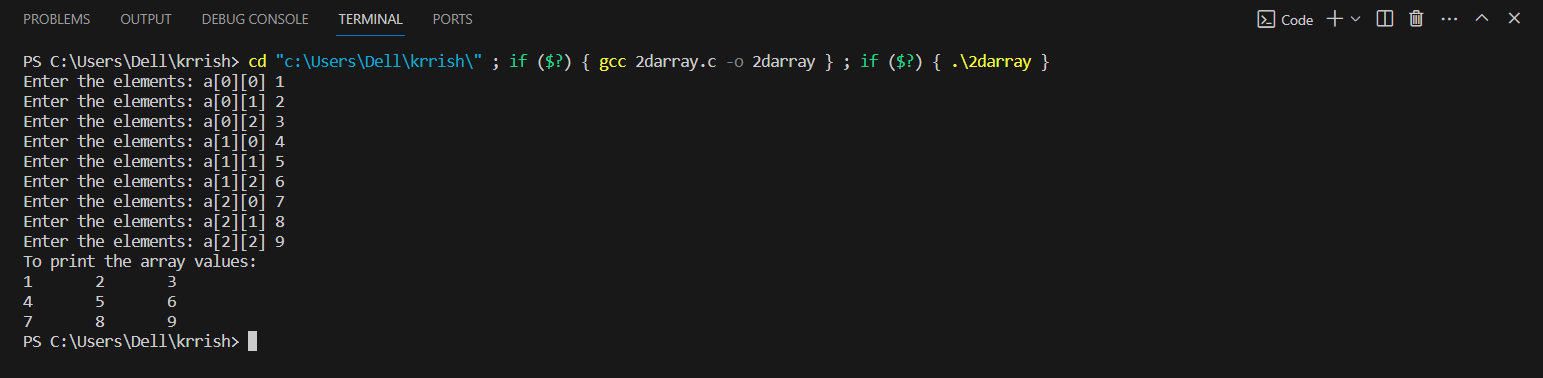 PROBLEMS OUTPUT DEBUG CONSOLE TERMINAL PORTS Code
PS C:\Users\Dell\krrish> cd "c:\Users\Dell\krrish\" ; if ($?) { gcc 2darray.c -o 2darray } ; if ($?) { .\2darray }
Enter the elements: a[0][0] 1
Enter the elements: a[0][1] 2
Enter the elements: a[0][2] 3
Enter the elements: a[1][0] 4
Enter the elements: a[1][1] 5
Enter the elements: a[1][2] 6
Enter the elements: a[2][0] 7
Enter the elements: a[2][1] 8
Enter the elements: a[2][2] 9
To print the array values:
1       2       3
4       5       6
7       8       9
PS C:\Users\Dell\krrish>